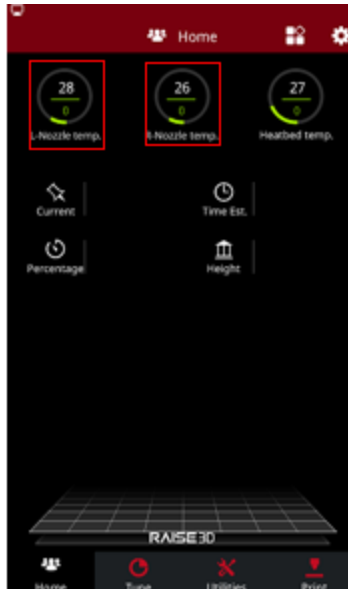 Home
28
0
L-Nozzle temp.
26
0
R-Nozzle temp.
27
0
Heatbed temp.
Current
Time Est.
Percentage
Height
RAISE3D
Home
Tune
Utilities
Print